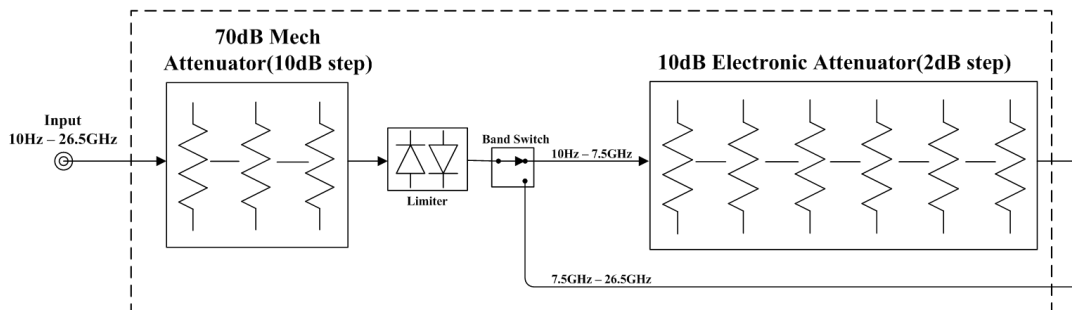 70dB Mech
Attenuator(10dB step)
10dB Electronic Attenuator(2dB step)
Input
10Hz – 26.5GHz
Band Switch
10Hz – 7.5GHz
Limiter
7.5GHz – 26.5GHz